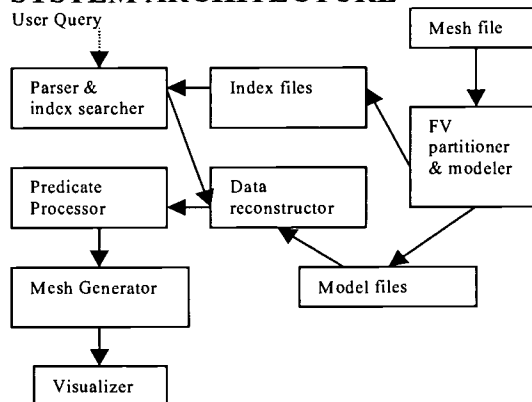 SYSTEM ARCHITECTURE
User Query
Mesh file
Parser &
index searcher
Index files
FV
partitioner
& modeler
Predicate
Processor
Data
reconstructor
Mesh Generator
Model files
Visualizer